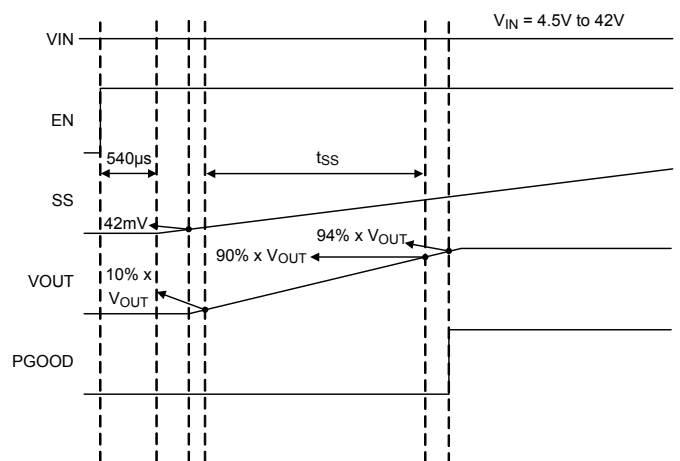 V_IN = 4.5V to 42V
VIN
EN
540µs
t_SS
SS
42mV
94% x V_OUT
90% x V_OUT
10% x
V_OUT
VOUT
PGOOD